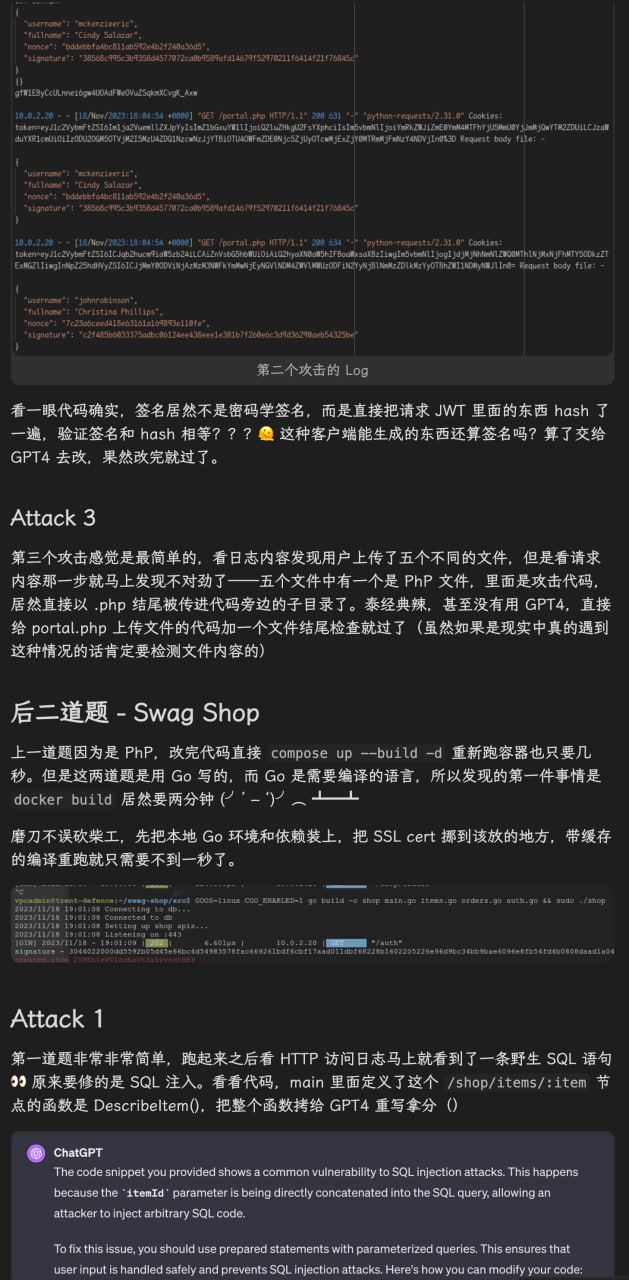 {
"username": "mckenzieeric",
"fullname": "Cindy Salazar",
"nonce": "bddebbfa4bc811ab592e4b2f240a36d5",
"signature": "38568c995c3b9358d4577072ca0b9589afd14679f52970211f6414f21f76845c"
}
{}
gfW1EByCcULnnei6gw4UOAdFWeOVuZSqkmXCvgK_Axw
10.0.2.20 - - [18/Nov/2023:18:04:54 +0000] "GET /portal.php HTTP/1.1" 200 631 "-" "python-requests/2.31.0" Cookies:
Request body file: -
{
"username": "mckenzieeric",
"fullname": "Cindy Salazar",
"nonce": "bddebbfa4bc811ab592e4b2f240a36d5",
"signature": "38568c995c3b9358d4577072ca0b9589afd14679f52970211f6414f21f76845c"
}
10.0.2.20 - - [18/Nov/2023:18:04:54 +0000] "GET /portal.php HTTP/1.1" 200 634 "-" "python-requests/2.31.0" Cookies:
Request body file: -
{
"username": "johnrobinson",
"fullname": "Christina Phillips",
"nonce": "7c23a6ceed418e63161a169893e110fe",
"signature": "c2f485b6033375adbc06124ee438eee1e381b7f260e6c3d9d36290aeb54325be"
}
第二个攻击的 Log
看一眼代码确实，签名居然不是密码学签名，而是直接把请求 JWT 里面的东西 hash 了
一遍，验证签名和 hash 相等？？？🫠 这种客户端能生成的东西还算签名吗？算了交给
GPT4 去改，果然改完就过了。
Attack 3
第三个攻击感觉是最简单的，看日志内容发现用户上传了五个不同的文件，但是看请求
内容那一步就马上发现不对劲了——五个文件中有一个是 PhP 文件，里面是攻击代码，
居然直接以 .php 结尾被传进代码旁边的子目录了。泰经典辣，甚至没有用 GPT4，直接
给 portal.php 上传文件的代码加一个文件结尾检查就过了（虽然如果是现实中真的遇到
这种情况的话肯定要检测文件内容的）
后二道题 - Swag Shop
上一道题因为是 PhP，改完代码直接 compose up --build -d 重新跑容器也只要几
秒。但是这两道题是用 Go 写的，而 Go 是需要编译的语言，所以发现的第一件事情是
docker build 居然要两分钟 (╯' - ')╯︵ ┻━┻
磨刀不误砍柴工，先把本地 Go 环境和依赖装上，把 SSL cert 挪到该放的地方，带缓存
的编译重跑就只需要不到一秒了。
^C
vpcadmin@trent-defence:~/swag-shop/src$ GOOS=linux CGO_ENABLED=1 go build -o shop main.go items.go orders.go auth.go && sudo ./shop
2023/11/18 19:01:08 Connecting to db...
2023/11/18 19:01:08 Connected to db
2023/11/18 19:01:08 Setting up shop apis...
2023/11/18 19:01:08 Listening on :443
[GIN] 2023/11/18 - 19:01:09 | 202 | 6.601µs | 10.0.2.20 | GET "/auth"
Attack 1
第一道题非常非常简单，跑起来之后看 HTTP 访问日志马上就看到了一条野生 SQL 语句
👀 原来要修的是 SQL 注入。看看代码，main 里面定义了这个 /shop/items/:item 节
点的函数是 DescribeItem()，把整个函数拷给 GPT4 重写拿分（）
ChatGPT
The code snippet you provided shows a common vulnerability to SQL injection attacks. This happens
because the `itemId` parameter is being directly concatenated into the SQL query, allowing an
attacker to inject arbitrary SQL code.
To fix this issue, you should use prepared statements with parameterized queries. This ensures that
user input is handled safely and prevents SQL injection attacks. Here's how you can modify your code: